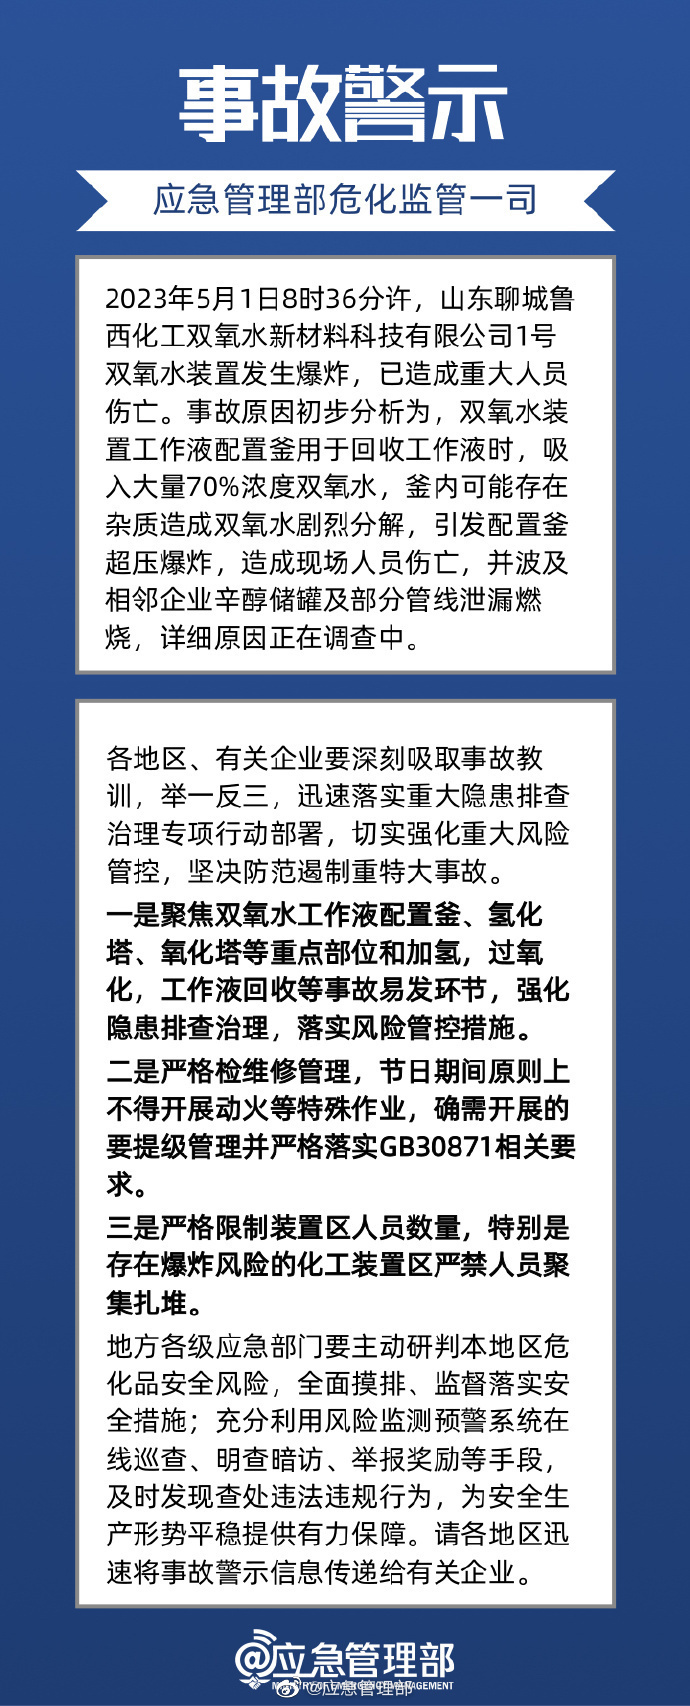 事故警示
应急管理部危化监管一司
2023年5月1日8时36分许，山东聊城鲁
西化工双氧水新材料科技有限公司1号
双氧水装置发生爆炸，已造成重大人员
伤亡。事故原因初步分析为，双氧水装
置工作液配置釜用于回收工作液时，吸
入大量70%浓度双氧水，釜内可能存在
杂质造成双氧水剧烈分解，引发配置釜
超压爆炸，造成现场人员伤亡，并波及
相邻企业辛醇储罐及部分管线泄漏燃
烧，详细原因正在调查中。
各地区、有关企业要深刻吸取事故教
训，举一反三，迅速落实重大隐患排查
治理专项行动部署，切实强化重大风险
管控，坚决防范遏制重特大事故。
一是聚焦双氧水工作液配置釜、氢化
塔、氧化塔等重点部位和加氢，过氧
化，工作液回收等事故易发环节，强化
隐患排查治理，落实风险管控措施。
二是严格检维修管理，节日期间原则上
不得开展动火等特殊作业，确需开展的
要提级管理并严格落实GB30871相关要
求。
三是严格限制装置区人员数量，特别是
存在爆炸风险的化工装置区严禁人员聚
集扎堆。
地方各级应急部门要主动研判本地区危
化品安全风险，全面摸排、监督落实安
全措施；充分利用风险监测预警系统在
线巡查、明查暗访、举报奖励等手段，
及时发现查处违法违规行为，为安全生
产形势平稳提供有力保障。请各地区迅
速将事故警示信息传递给有关企业。
@应急管理部
MINISTRY OF EMERGENCY MANAGEMENT
@应急管理部